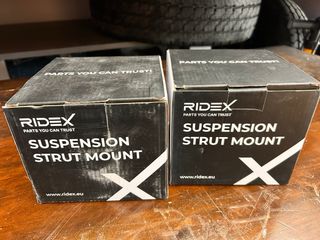 PARTS YOU CAN TRUST!
RIDEX
PARTS YOU CAN TRUST
SUSPENSION
STRUT MOUNT
www.ridex.eu
PARTS YOU CAN TRUST!
RIDEX
PARTS YOU CAN TRUST
SUSPENSION
STRUT MOUNT
www.ridex.eu